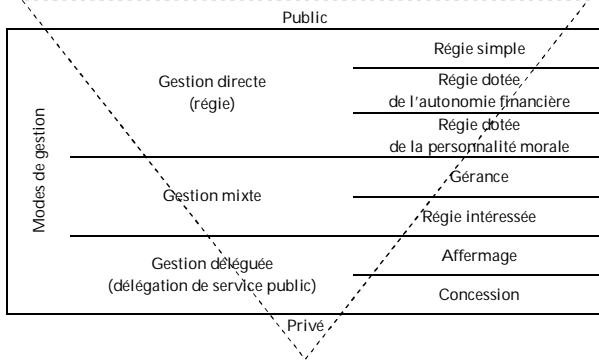 Public
Modes de gestion
Gestion directe
(régie)
Régie simple
Régie dotée
de l'autonomie financière
Régie dotée
de la personnalité morale
Gestion mixte
Gérance
Régie intéressée
Gestion déléguée
(délégation de service public)
Affermage
Concession
Privé